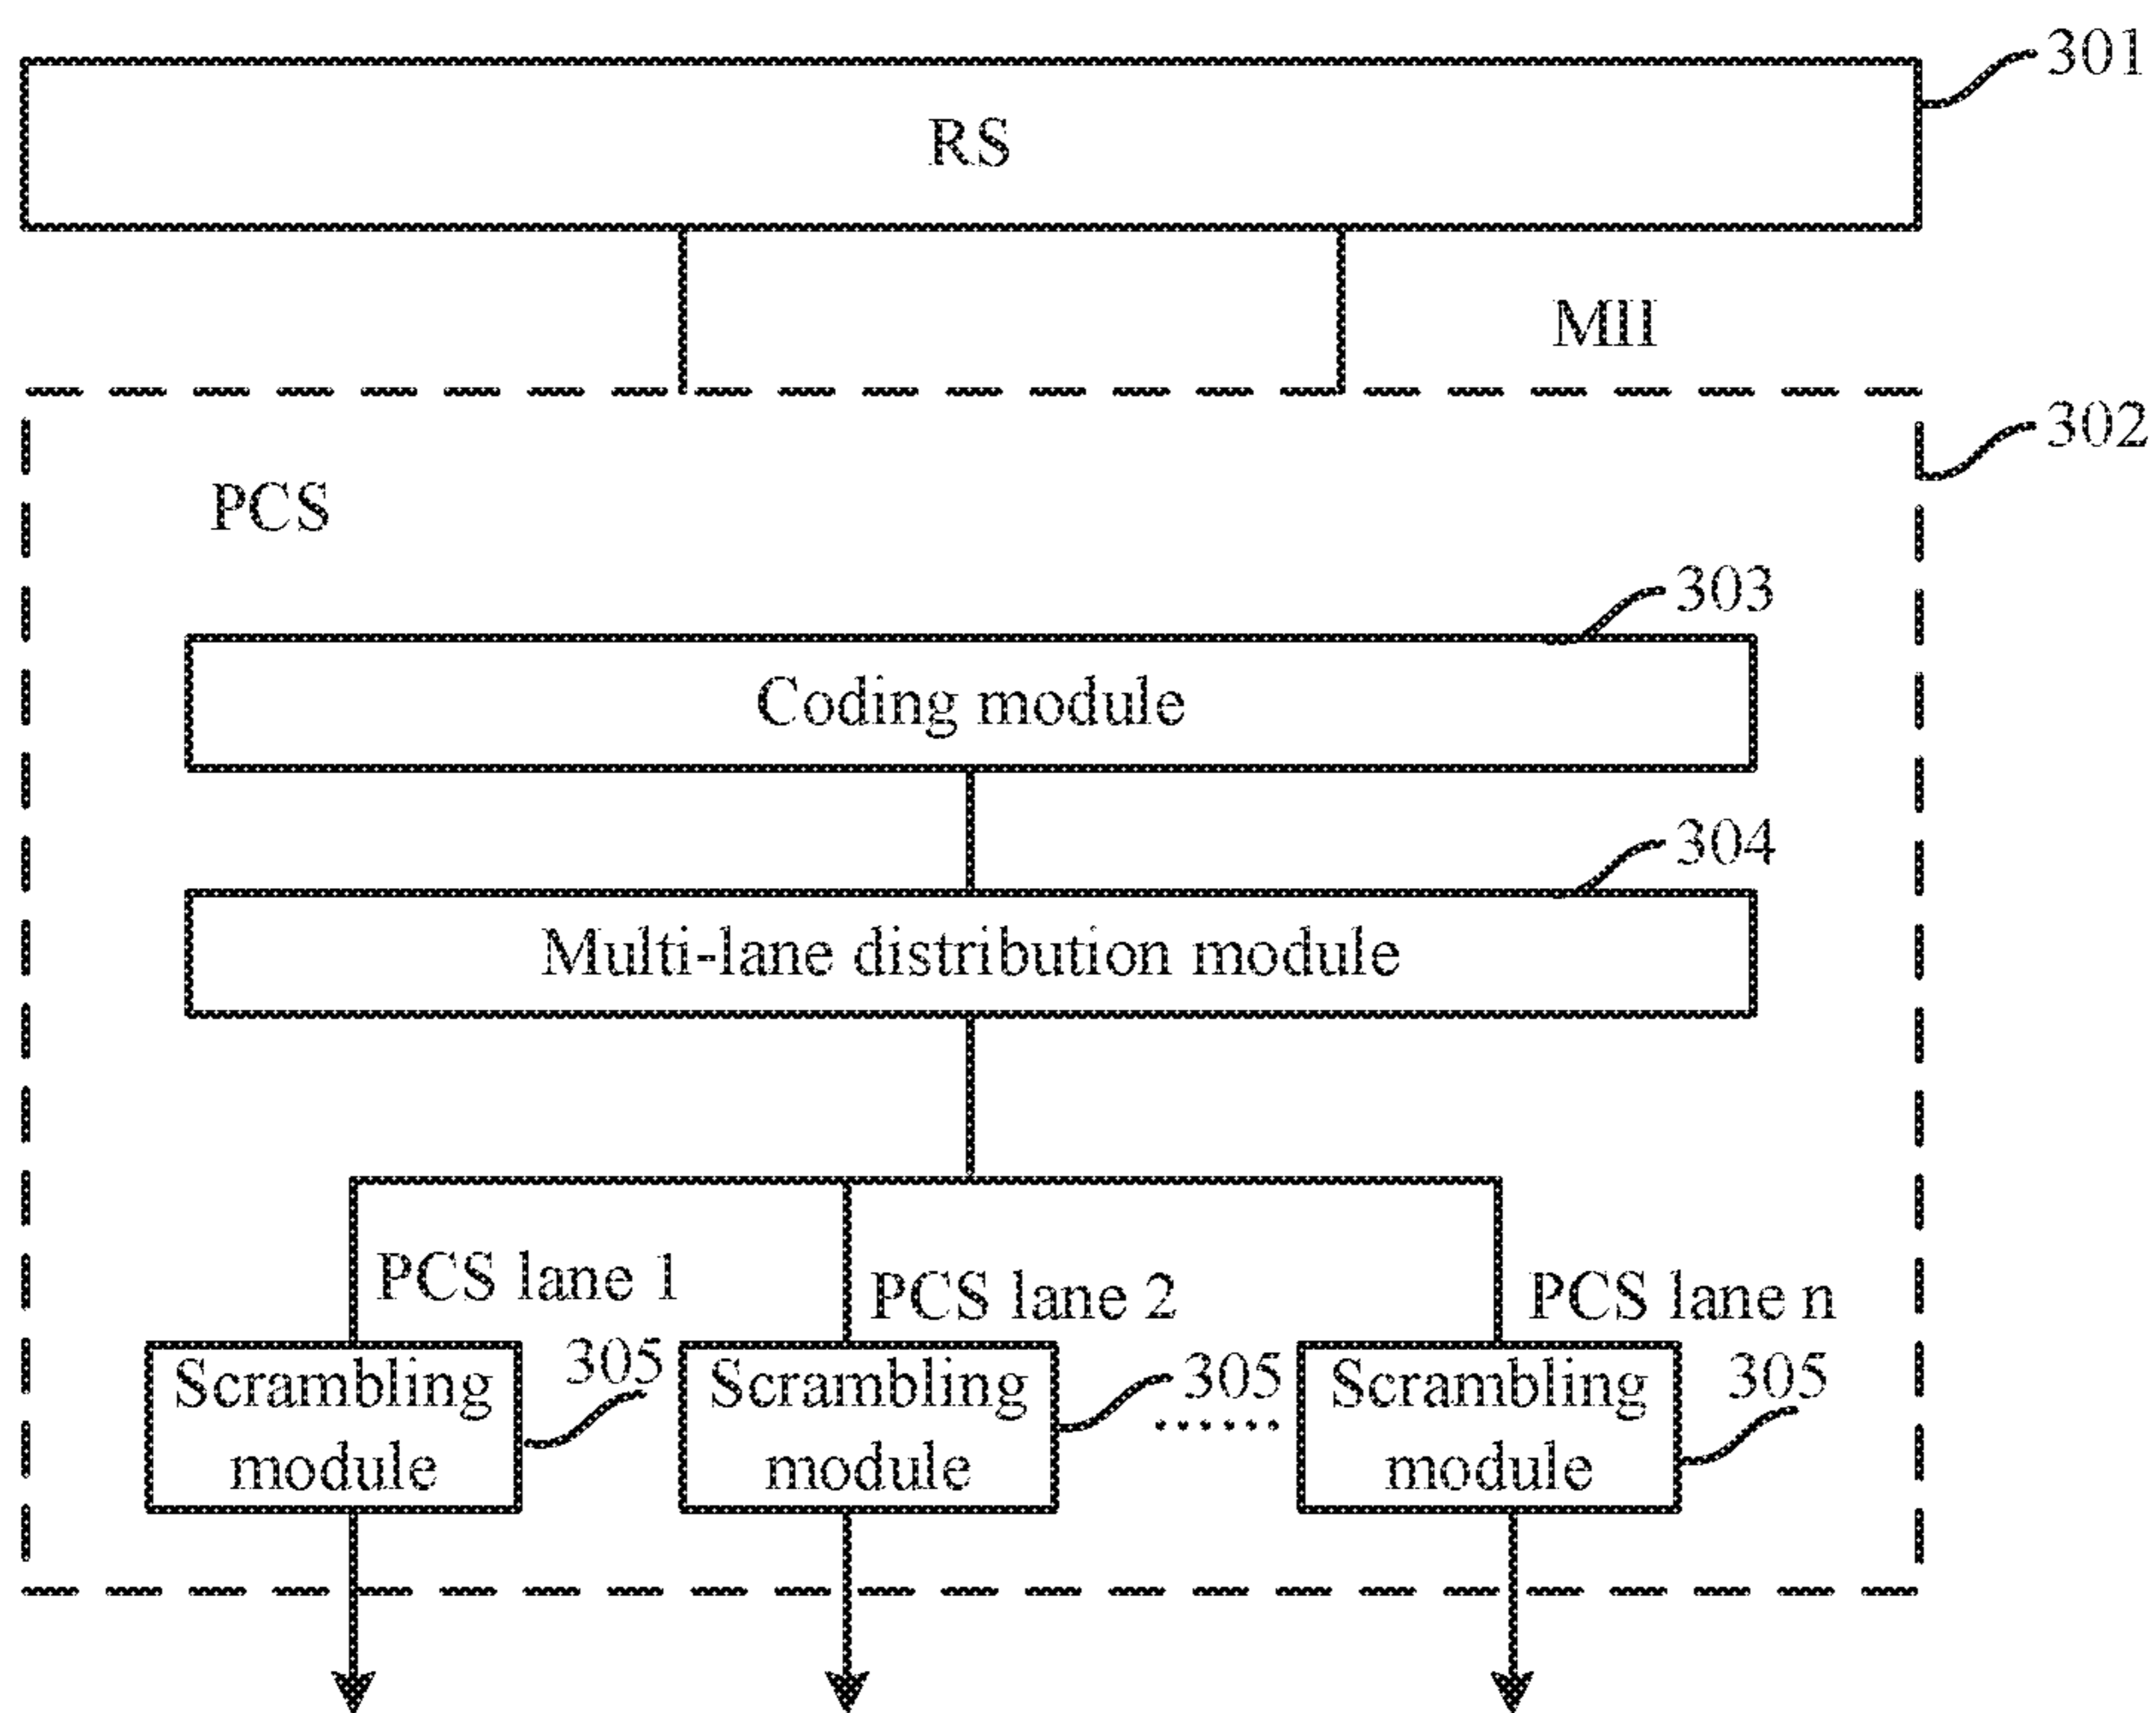 301
RS
MII
302
PCS
303
Coding module
304
Multi-lane distribution module
PCS lane 1
PCS lane 2
PCS lane n
Scrambling
module
305
Scrambling
module
305
......
Scrambling
module
305